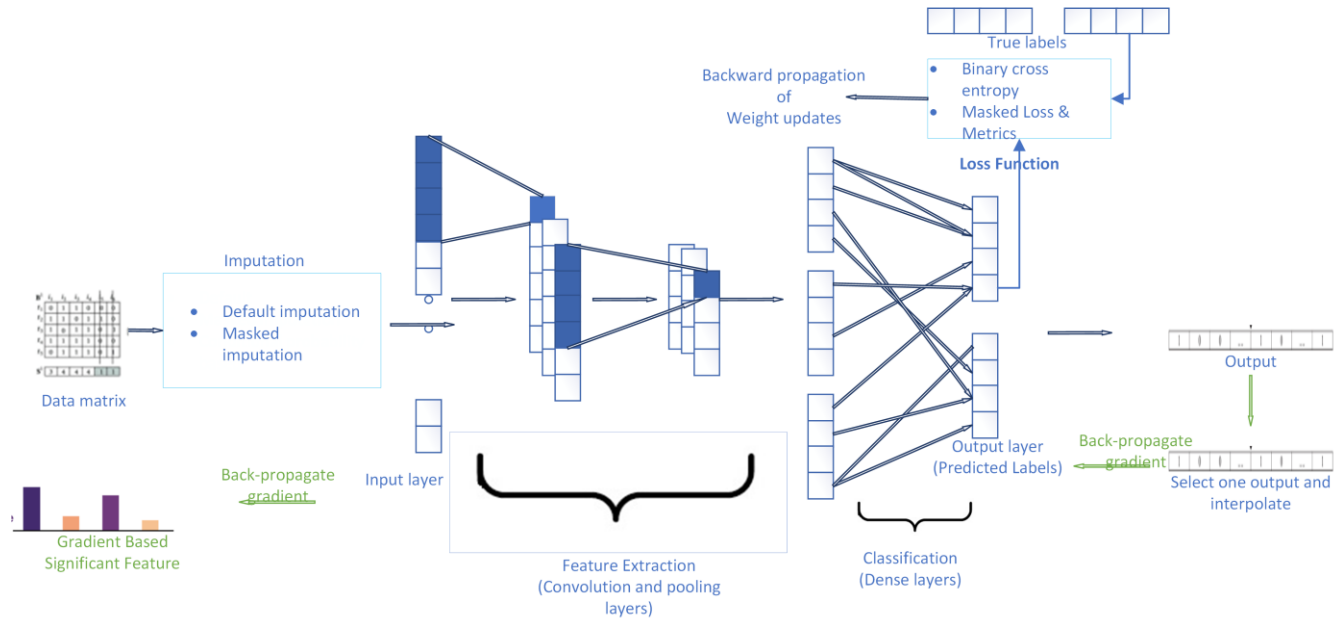 True labels
Binary cross
entropy
Masked Loss &
Metrics
Loss Function
Backward propagation
of
Weight updates
Imputation
Default imputation
Masked
imputation
Data matrix
Input layer
Feature Extraction
(Convolution and pooling
layers)
Classification
(Dense layers)
Output layer
(Predicted Labels)
Output
Back-propagate
gradient
Select one output and
interpolate
Back-propagate
gradient
Gradient Based
Significant Feature